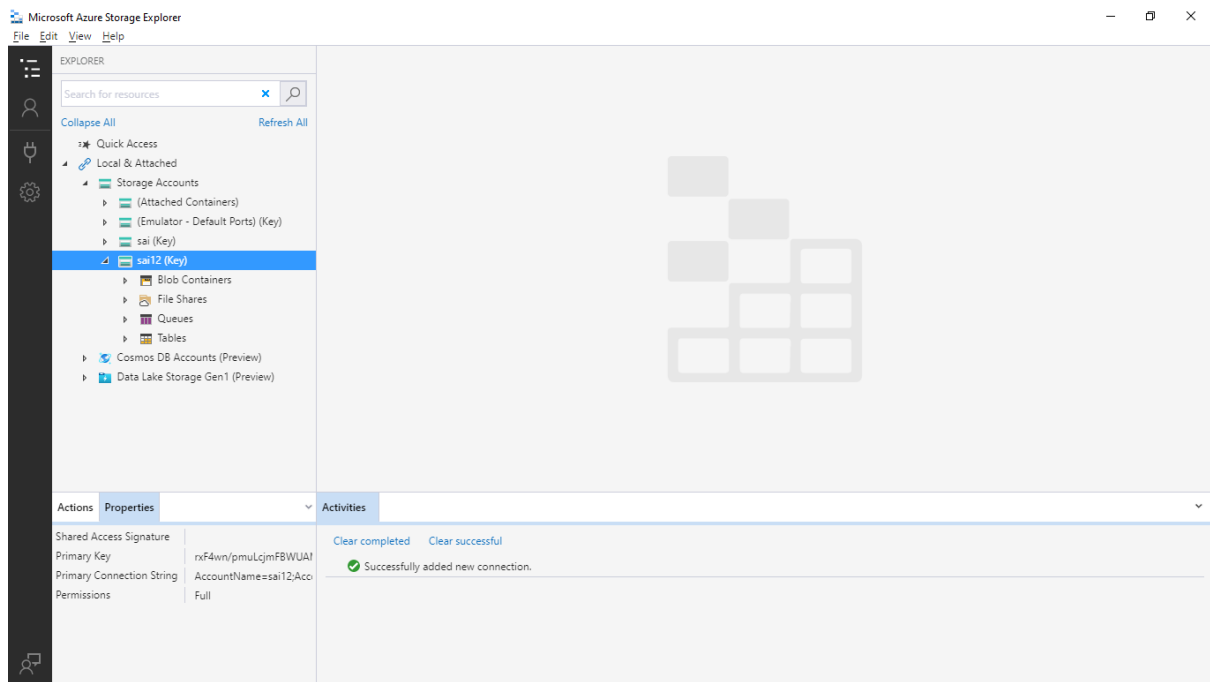 Microsoft Azure Storage Explorer
File Edit View Help
EXPLORER
Search for resources
Collapse All Refresh All
Quick Access
Local & Attached
Storage Accounts
(Attached Containers)
(Emulator - Default Ports) (Key)
sai (Key)
sai12 (Key)
Blob Containers
File Shares
Queues
Tables
Cosmos DB Accounts (Preview)
Data Lake Storage Gen1 (Preview)
Actions Properties
Shared Access Signature
Primary Key
Primary Connection String AccountName=sai12;Acc
Permissions Full
Activities
Clear completed Clear successful
Successfully added new connection.